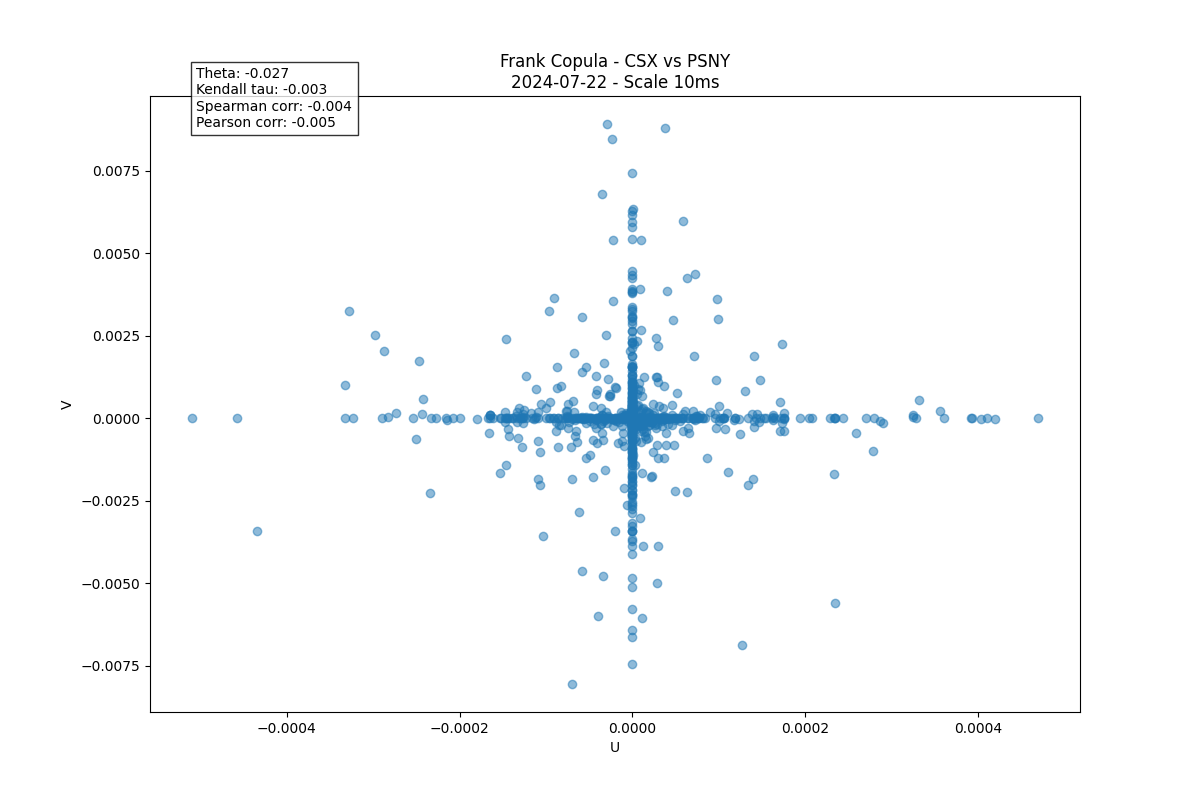 Frank Copula - CSX vs PSNY
2024-07-22 - Scale 10ms
Theta: -0.027
Kendall tau: -0.003
Spearman corr: -0.004
Pearson corr: -0.005
0.0075
0.0050
0.0025
0.0000
−0.0025
−0.0050
−0.0075
V
−0.0004
−0.0002
0.0000
0.0002
0.0004
U